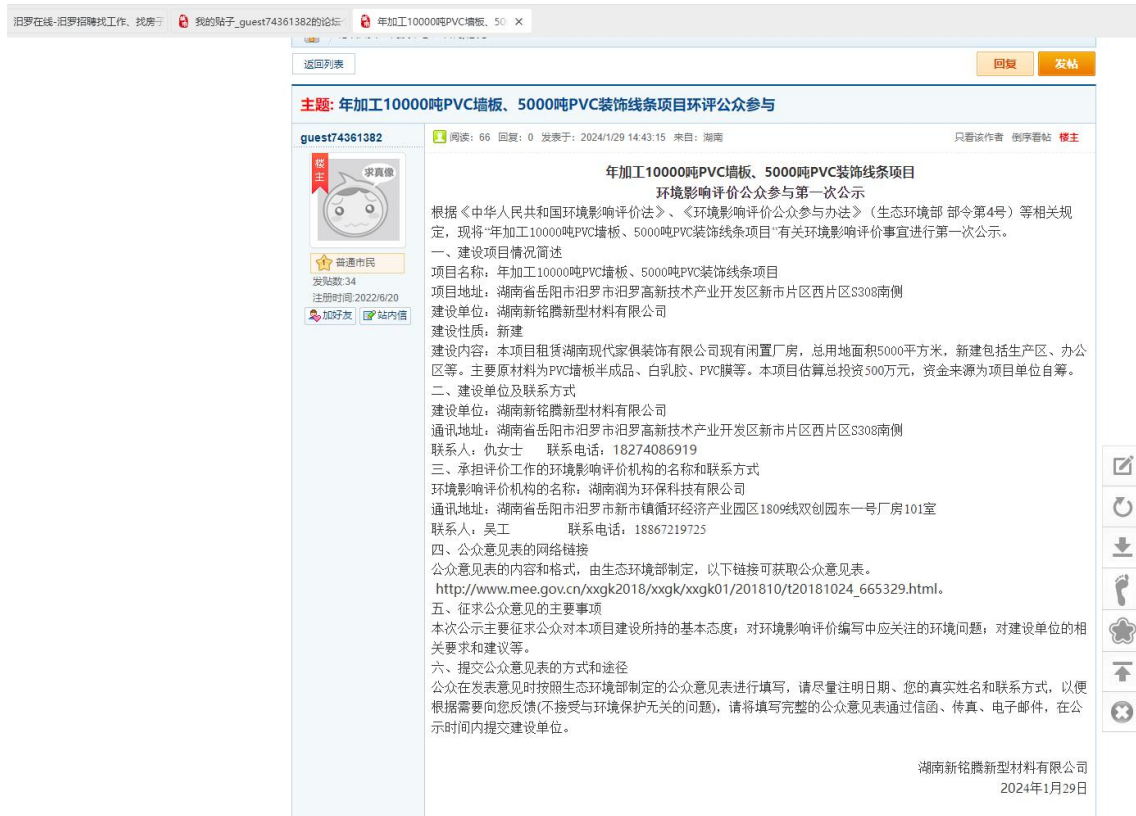 汨罗在线-汨罗招聘找工作、找房子
我的贴子_guest74361382的论坛
年加工10000吨PVC墙板、50
返回列表
回复
发帖
主题: 年加工10000吨PVC墙板、5000吨PVC装饰线条项目环评公众参与
guest74361382
阅读：66 回复：0 发表于：2024/1/29 14:43:15 来自：湖南
只看该作者 倒序看帖 楼主
楼主
求真像
普通市民
发贴数:34
注册时间:2022/6/20
加好友 站内信
年加工10000吨PVC墙板、5000吨PVC装饰线条项目
环境影响评价公众参与第一次公示
根据《中华人民共和国环境影响评价法》、《环境影响评价公众参与办法》（生态环境部 部令第4号）等相关规
定，现将“年加工10000吨PVC墙板、5000吨PVC装饰线条项目”有关环境影响评价事宜进行第一次公示。
一、建设项目情况简述
项目名称：年加工10000吨PVC墙板、5000吨PVC装饰线条项目
项目地址：湖南省岳阳市汨罗市汨罗高新技术产业开发区新市片区西片区S308南侧
建设单位：湖南新铭腾新型材料有限公司
建设性质：新建
建设内容：本项目租赁湖南现代家俱装饰有限公司现有闲置厂房，总用地面积5000平方米，新建包括生产区、办公
区等。主要原材料为PVC墙板半成品、白乳胶、PVC膜等。本项目估算总投资500万元，资金来源为项目单位自筹。
二、建设单位及联系方式
建设单位：湖南新铭腾新型材料有限公司
通讯地址：湖南省岳阳市汨罗市汨罗高新技术产业开发区新市片区西片区S308南侧
联系人：仇女士 联系电话：18274086919
三、承担评价工作的环境影响评价机构的名称和联系方式
环境影响评价机构的名称：湖南润为环保科技有限公司
通讯地址：湖南省岳阳市汨罗市新市镇循环经济产业园区1809线双创园东一号厂房101室
联系人：吴工 联系电话：18867219725
四、公众意见表的网络链接
公众意见表的内容和格式，由生态环境部制定，以下链接可获取公众意见表。
http://www.mee.gov.cn/xxgk2018/xxgk/xxgk01/201810/t20181024_665329.html。
五、征求公众意见的主要事项
本次公示主要征求公众对本项目建设所持的基本态度；对环境影响评价编写中应关注的环境问题；对建设单位的相
关要求和建议等。
六、提交公众意见表的方式和途径
公众在发表意见时按照生态环境部制定的公众意见表进行填写，请尽量注明日期、您的真实姓名和联系方式，以便
根据需要向您反馈(不接受与环境保护无关的问题)，请将填写完整的公众意见表通过信函、传真、电子邮件，在公
示时间内提交建设单位。
湖南新铭腾新型材料有限公司
2024年1月29日